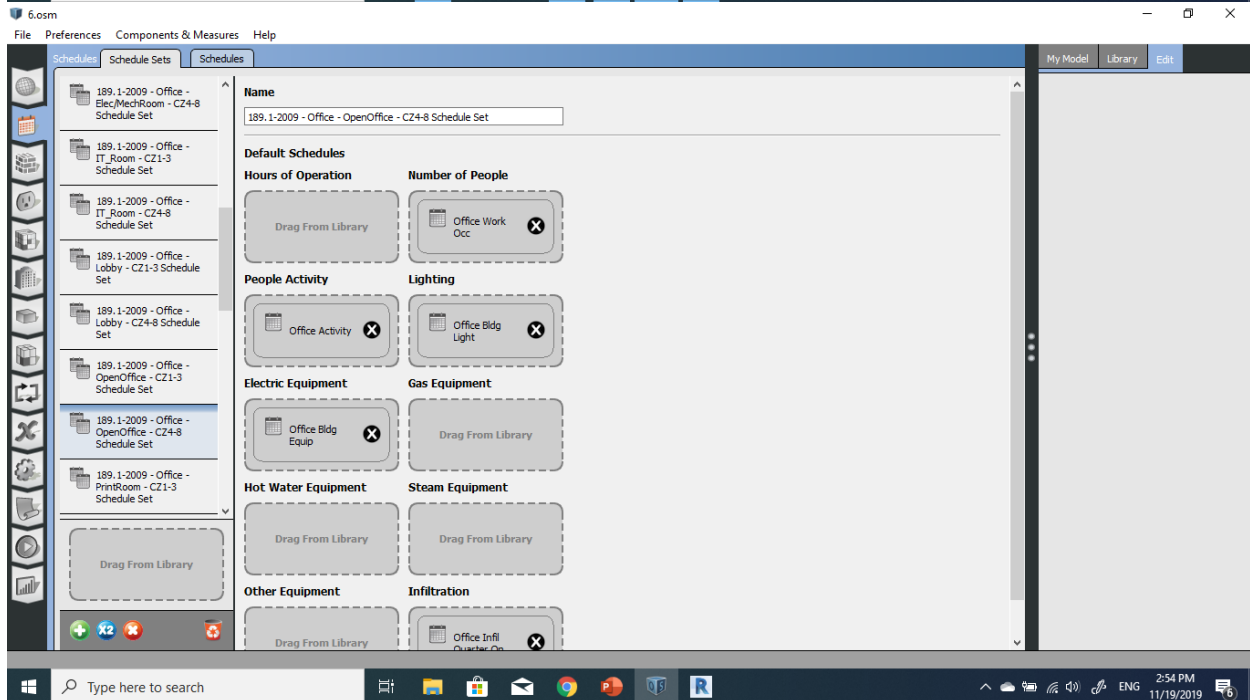 6.osm
File Preferences Components & Measures Help
Schedules Schedule Sets Schedules
My Model Library Edit
189.1-2009 - Office -
Elec/MechRoom - CZ4-8
Schedule Set
189.1-2009 - Office -
IT_Room - CZ1-3
Schedule Set
189.1-2009 - Office -
IT_Room - CZ4-8
Schedule Set
189.1-2009 - Office -
Lobby - CZ1-3 Schedule
Set
189.1-2009 - Office -
Lobby - CZ4-8 Schedule
Set
189.1-2009 - Office -
OpenOffice - CZ1-3
Schedule Set
189.1-2009 - Office -
OpenOffice - CZ4-8
Schedule Set
189.1-2009 - Office -
PrintRoom - CZ1-3
Schedule Set
Drag From Library
X2
Name
189.1-2009 - Office - OpenOffice - CZ4-8 Schedule Set
Default Schedules
Hours of Operation Number of People
Drag From Library
Office Work
Occ
People Activity Lighting
Office Activity
Office Bldg
Light
Electric Equipment Gas Equipment
Office Bldg
Equip
Drag From Library
Hot Water Equipment Steam Equipment
Drag From Library Drag From Library
Other Equipment Infiltration
Drag From Library
Office Infil
Quarter On
Type here to search
P
OS
R
ENG
2:54 PM
11/19/2019
6